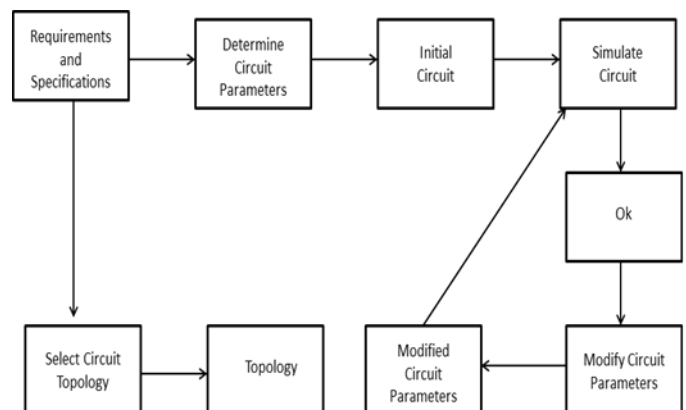 Requirements
and
Specifications
Determine
Circuit
Parameters
Initial
Circuit
Simulate
Circuit
Ok
Select Circuit
Topology
Topology
Modified
Circuit
Parameters
Modify Circuit
Parameters